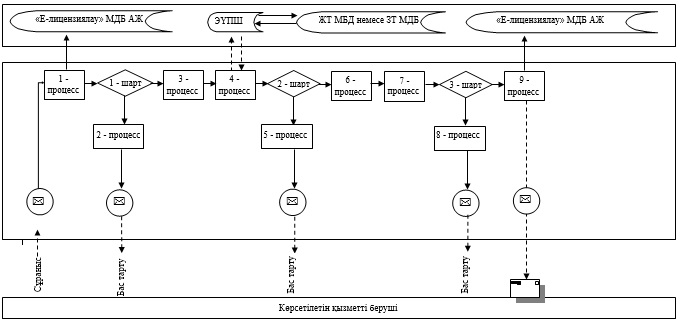 «Е-лицензиялау» МДБ АЖ
ЭҮПШ
ЖТ МБД немесе ЗТ МДБ
«Е-лицензиялау» МДБ АЖ
1 -
процесс
1 - шарт
3 -
процесс
4 -
процесс
2 - шарт
6 -
процесс
7 -
процесс
3 - шарт
9 -
процесс
2 - процесс
5 - процесс
8 - процесс
Сұраныс
Бас тарту
Бас тарту
Бас тарту
Көрсетілетін қызметті беруші